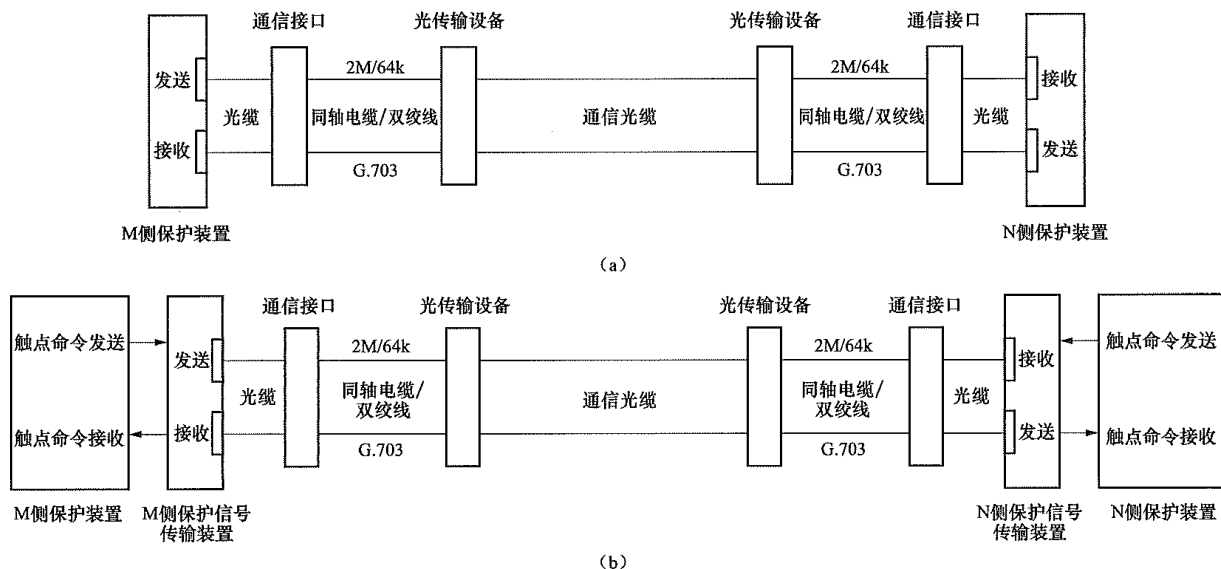 通信接口 光传输设备 光传输设备 通信接口
发送 2M/64k 2M/64k 接收
光缆 同轴电缆/双绞线 通信光缆 同轴电缆/双绞线 光缆
接收 G.703 G.703 发送
M侧保护装置 N侧保护装置
(a)
通信接口 光传输设备 光传输设备 通信接口
触点命令发送 发送 2M/64k 2M/64k 接收 触点命令发送
光缆 同轴电缆/ 通信光缆 同轴电缆/ 光缆
双绞线 双绞线
触点命令接收 接收 G.703 G.703 发送 触点命令接收
M侧保护装置 M侧保护信号 N侧保护信号 N侧保护装置
传输装置 传输装置
(b)